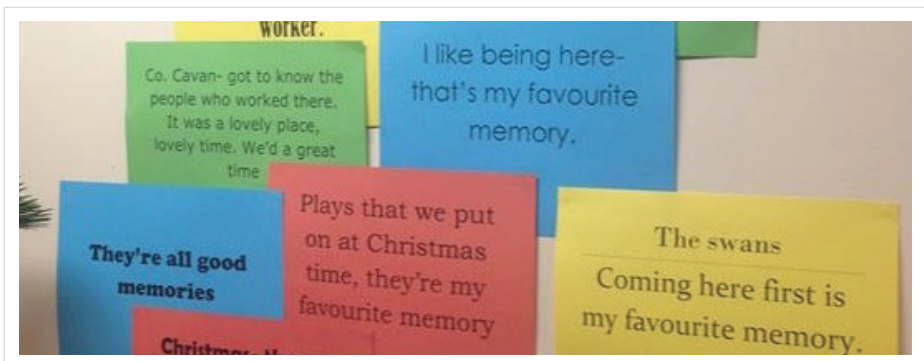 worker.
Co. Cavan- got to know the
people who worked there.
It was a lovely place,
lovely time. We'd a great
time
I like being here-
that's my favourite
memory.
They're all good
memories
Plays that we put
on at Christmas
time, they're my
favourite memory
The swans
Coming here first is
my favourite memory.
Christmas